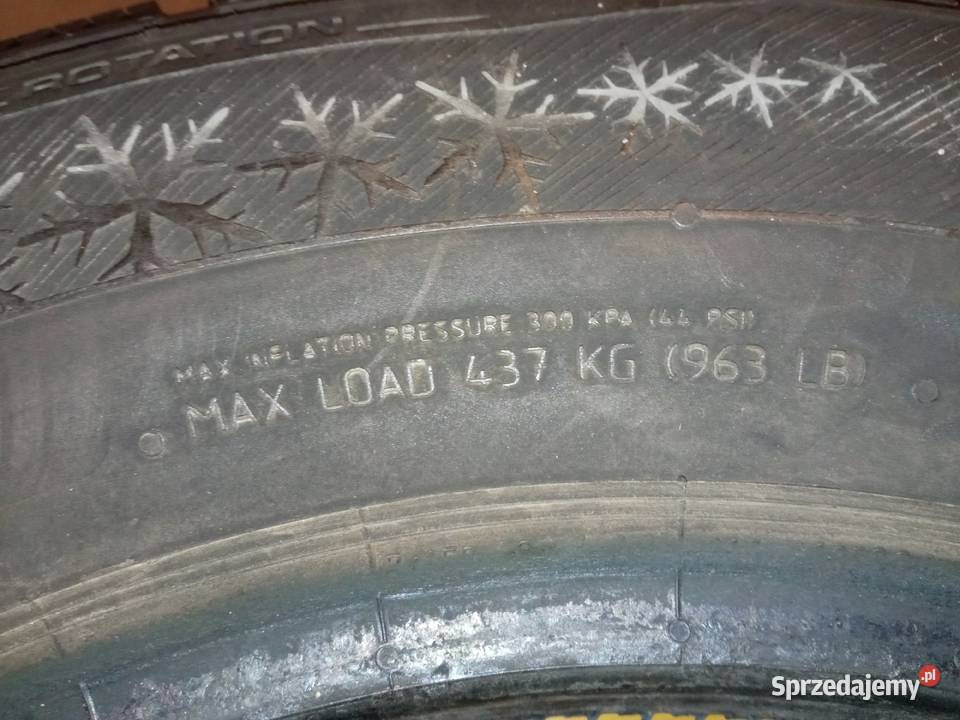 ROTATION
MAX INFLATION PRESSURE 300 KPA (44 PSI)
MAX LOAD 437 KG (963 LB)
Sprzedajemy.pl